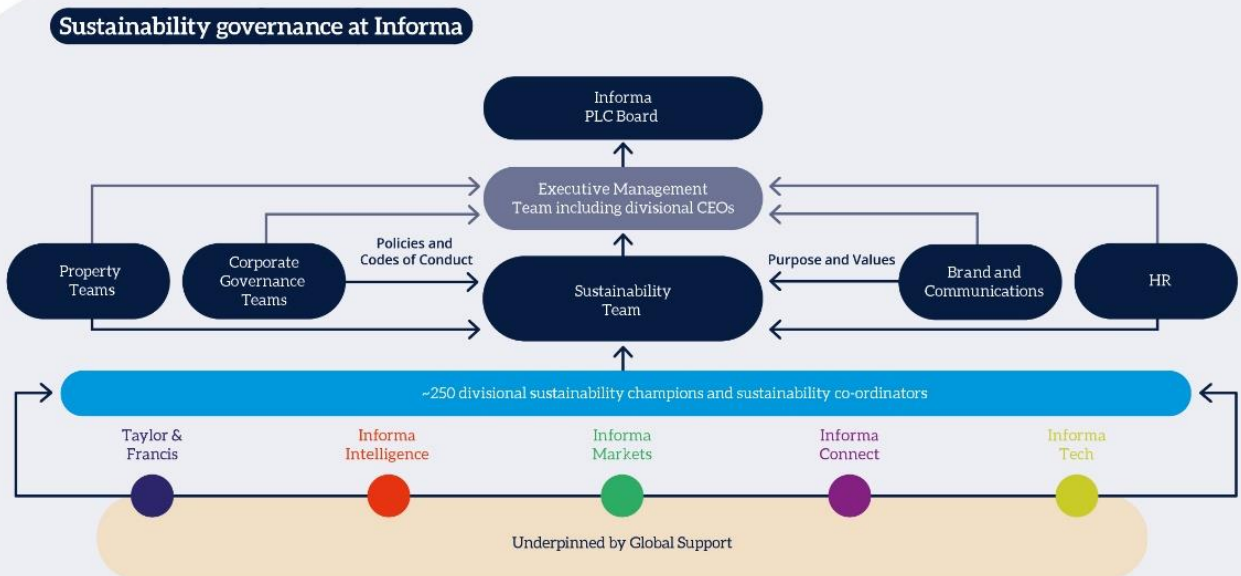 Sustainability governance at Informa
Informa
PLC Board
Executive Management
Team including divisional CEOs
Policies and
Codes of Conduct
Purpose and Values
Property
Teams
Corporate
Governance
Teams
Sustainability
Team
Brand and
Communications
HR
~250 divisional sustainability champions and sustainability co-ordinators
Taylor &
Francis
Informa
Intelligence
Informa
Markets
Informa
Connect
Informa
Tech
Underpinned by Global Support